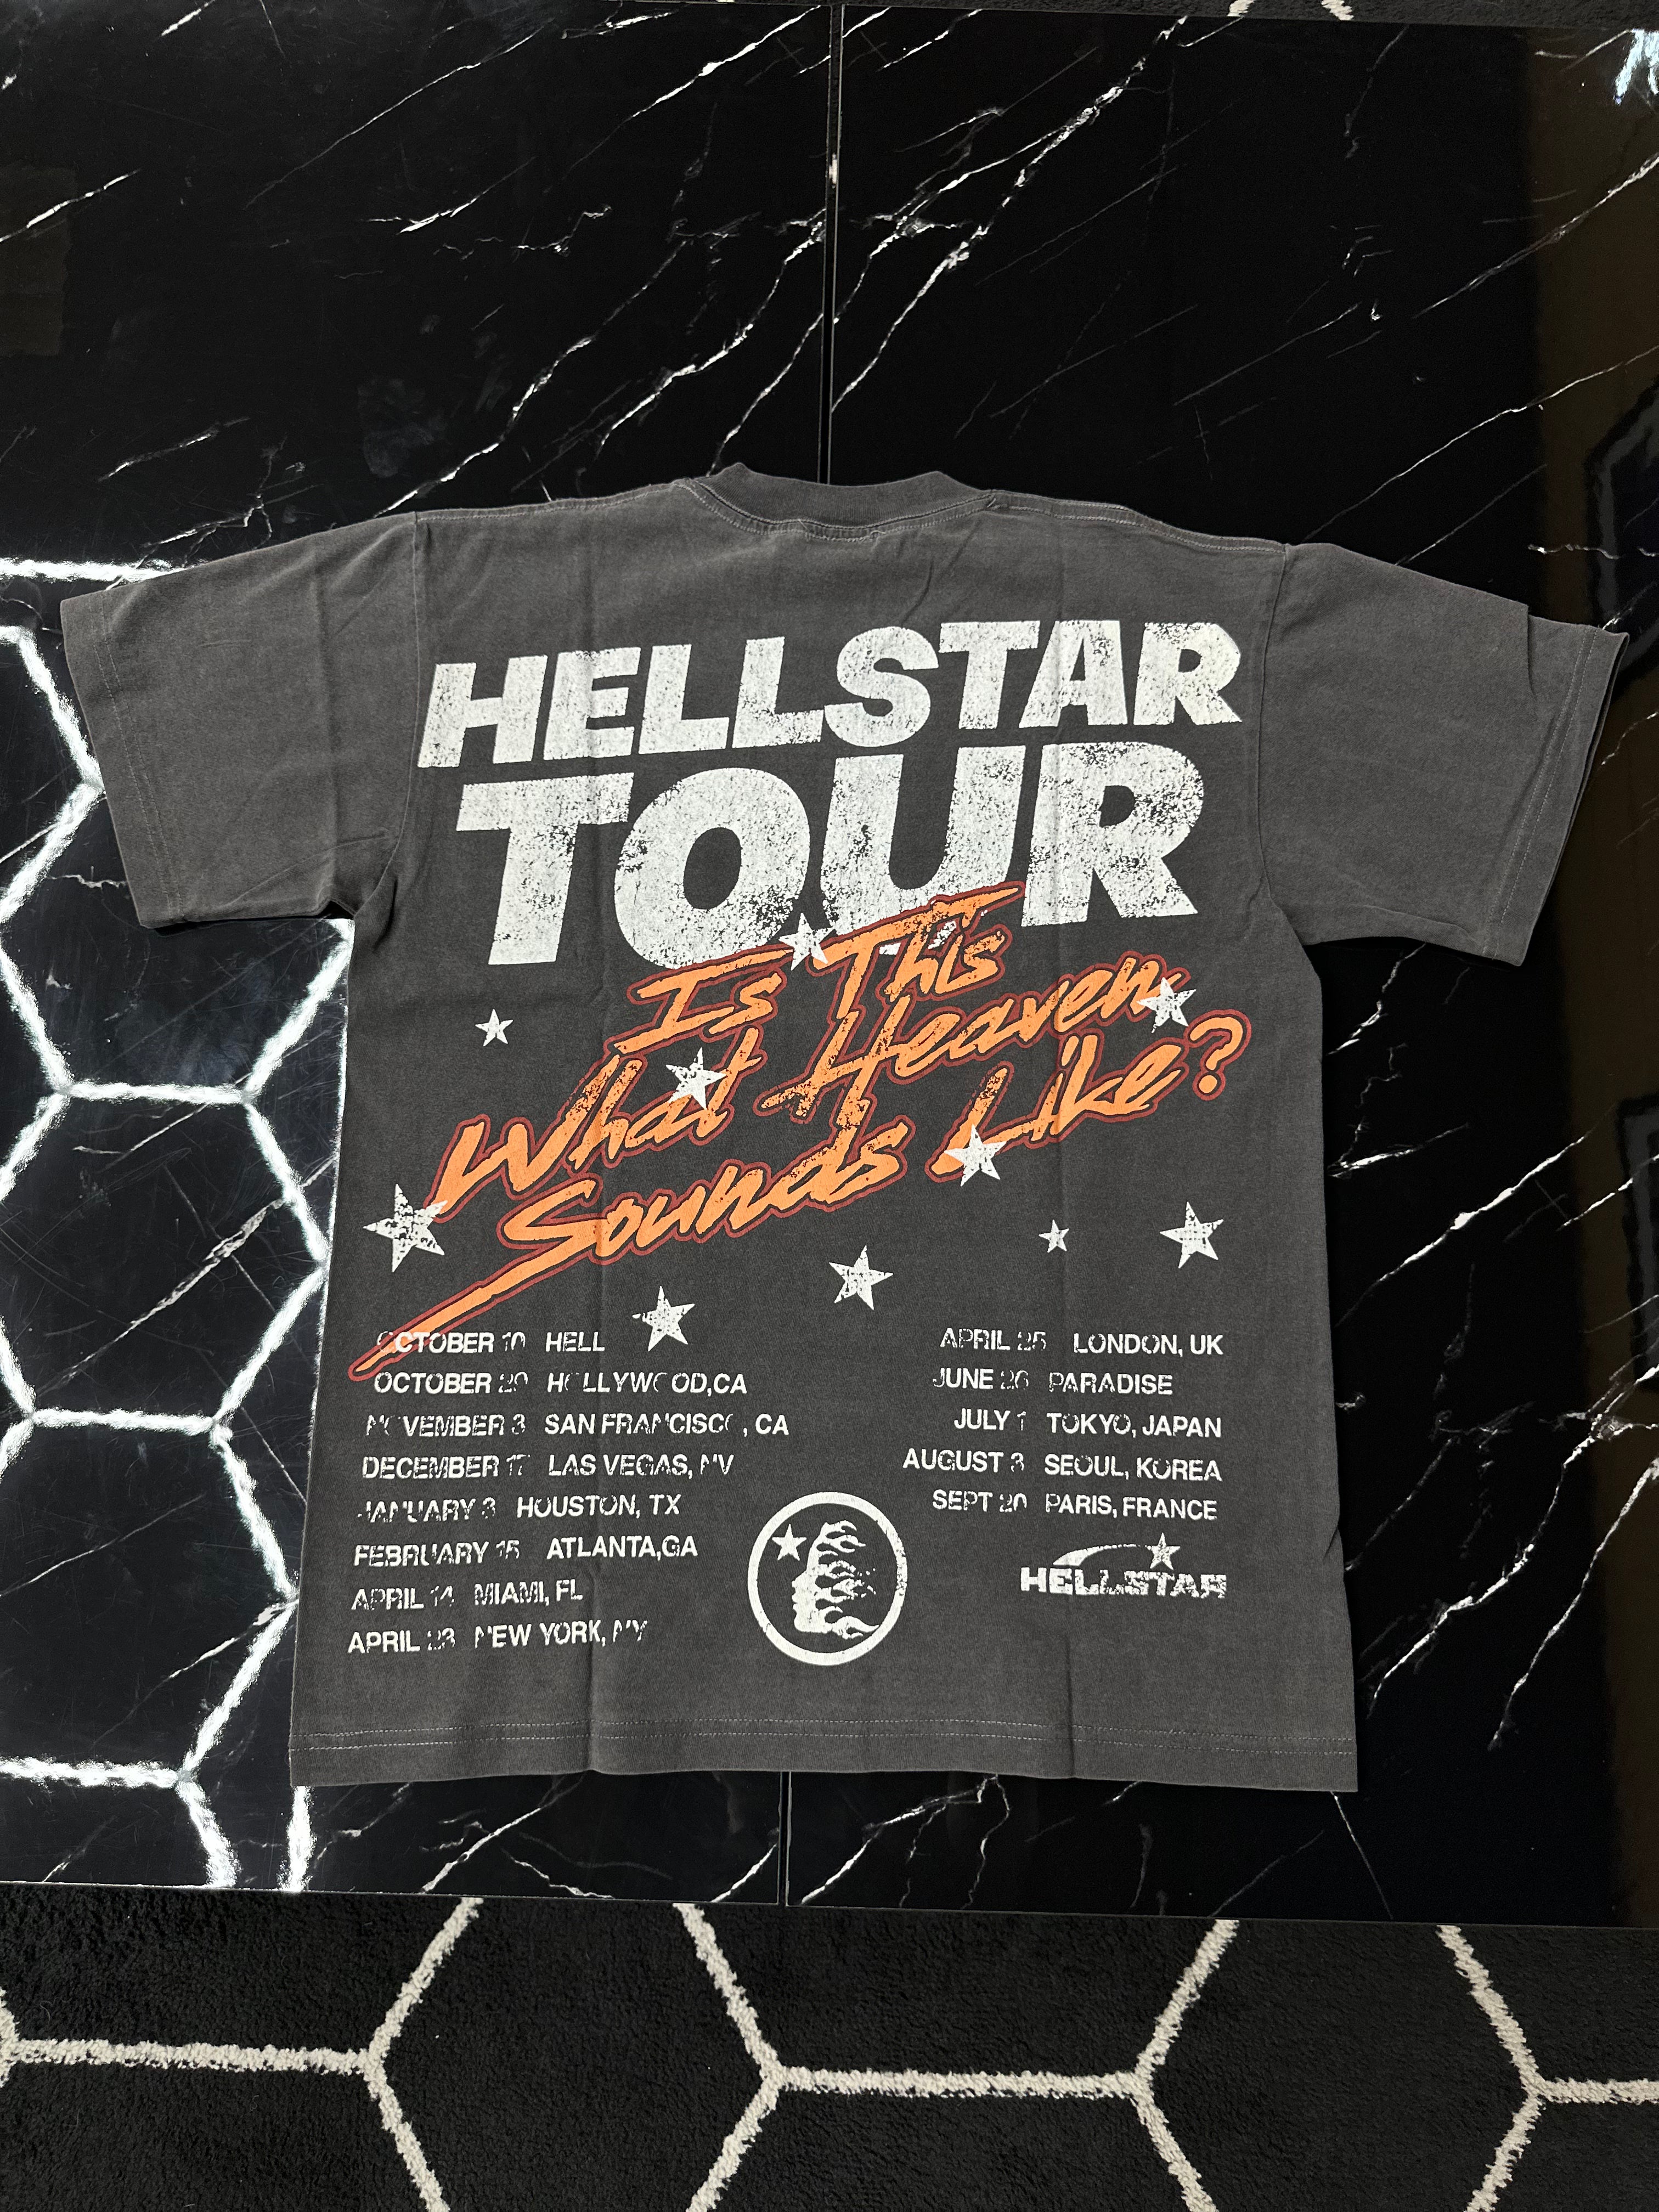 HELLSTAR
TOUR
Is This
What Heaven
Sounds Like?
OCTOBER 10 HELL
OCTOBER 29 HOLLYWOOD,CA
NOVEMBER 3 SAN FRANCISCO, CA
DECEMBER 17 LAS VEGAS, NV
JANUARY 3 HOUSTON, TX
FEBRUARY 15 ATLANTA,GA
APRIL 14 MIAMI, FL
APRIL 23 NEW YORK, NY
APRIL 25 LONDON, UK
JUNE 26 PARADISE
JULY 1 TOKYO, JAPAN
AUGUST 3 SEOUL, KOREA
SEPT 20 PARIS, FRANCE
HELLSTAR